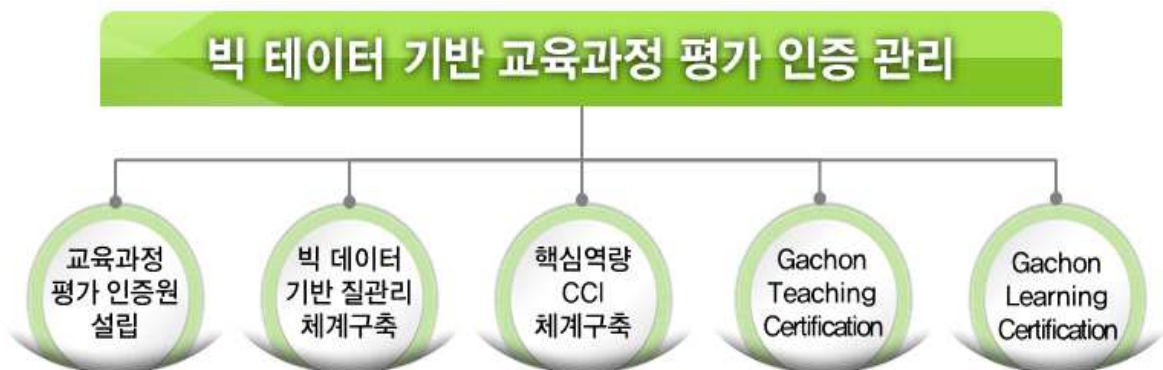 빅 테이터 기반 교육과정 평가 인증 관리
교육과정
평가 인증원
설립
빅 데이터
기반 질관리
체계구축
핵심역량
CCI
체계구축
Gachon
Teaching
Certification
Gachon
Learning
Certification